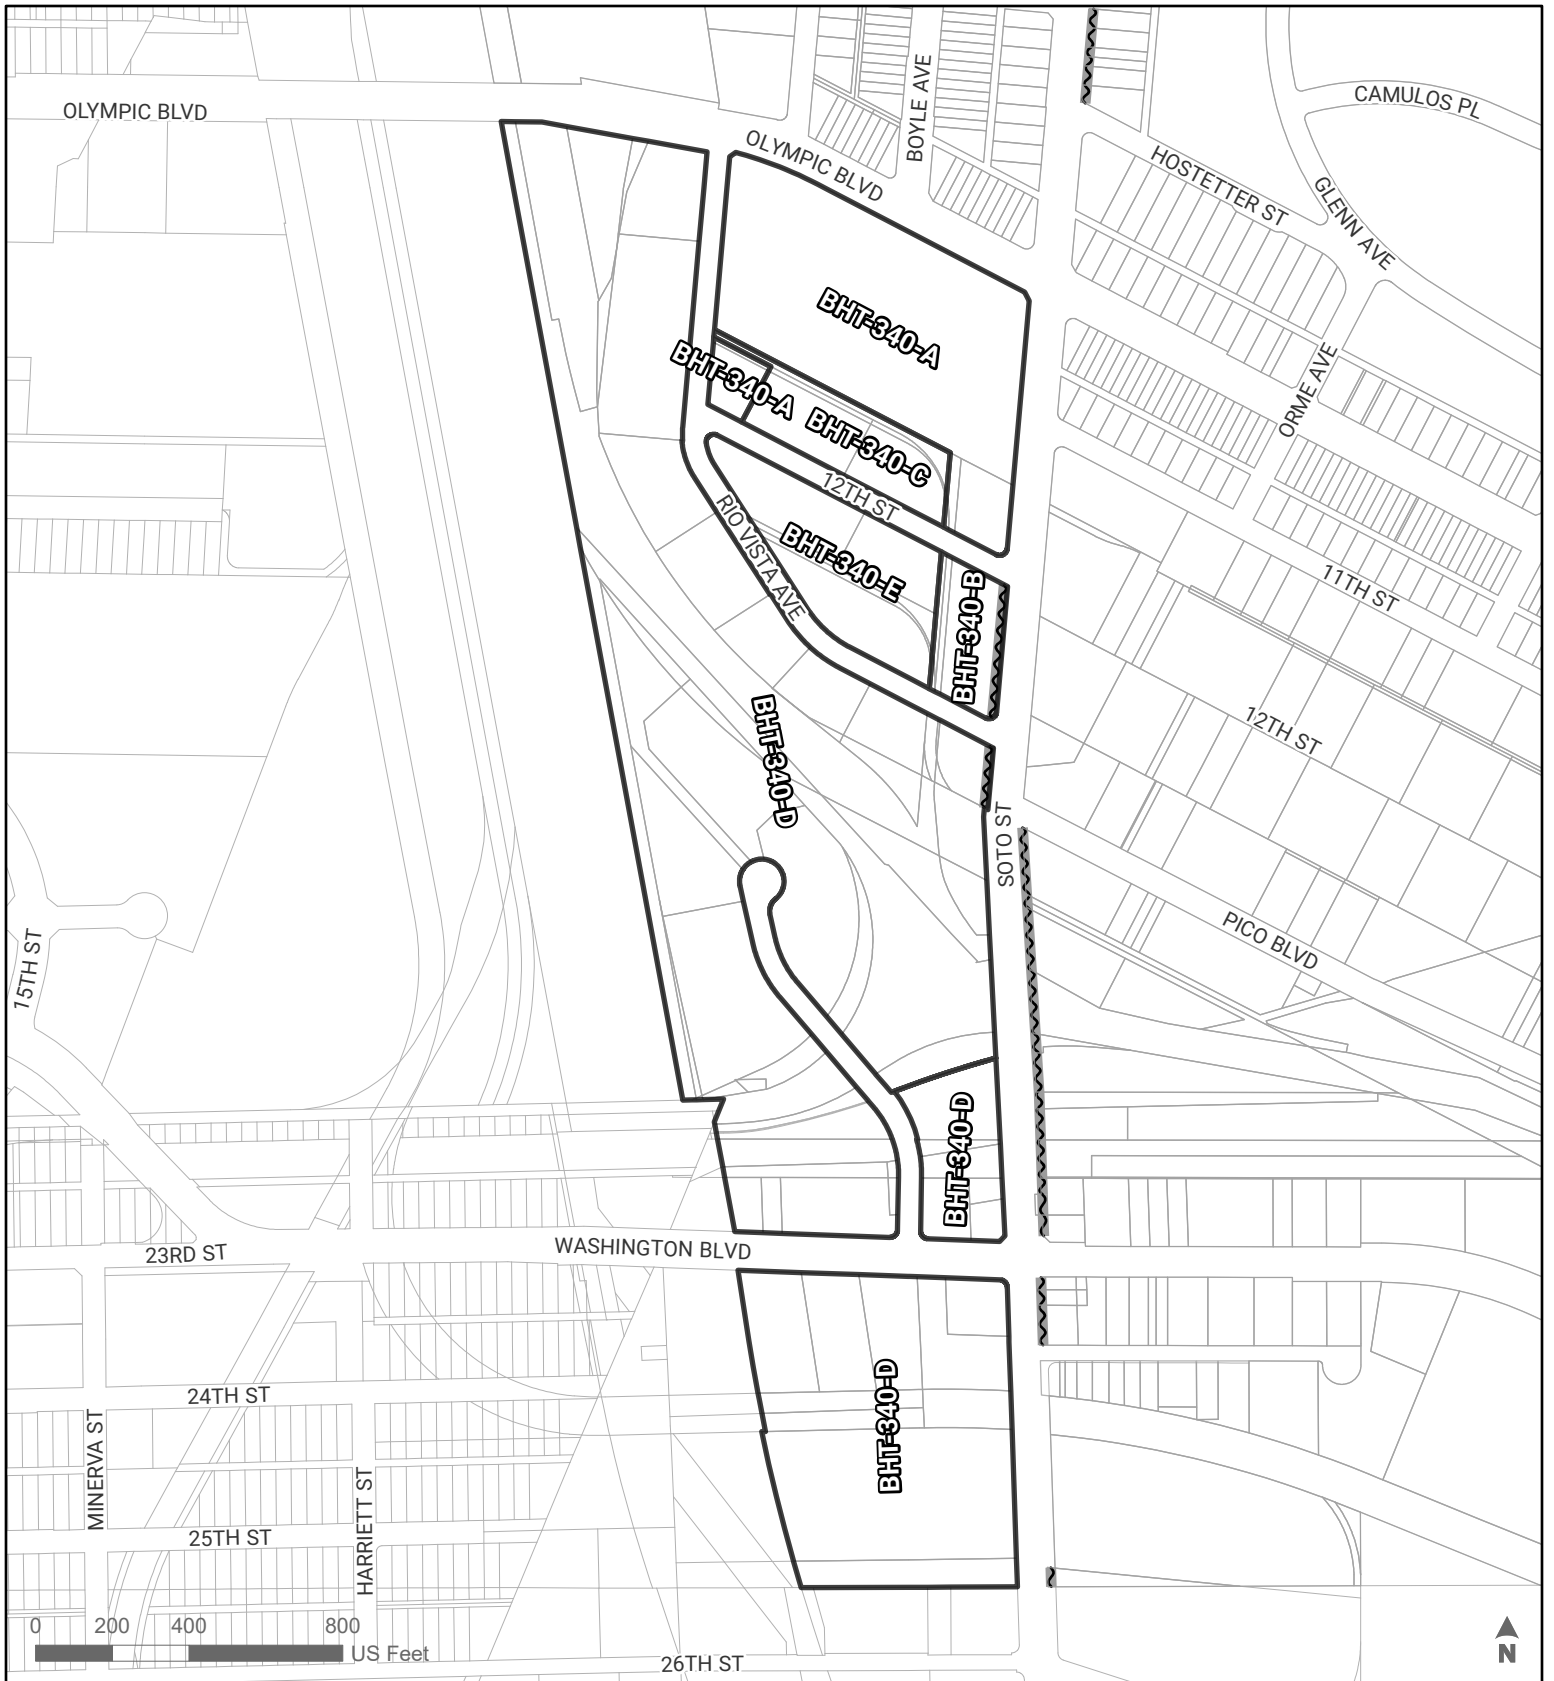 OLYMPIC BLVD
BOYLE AVE
CAMULOS PL
OLYMPIC BLVD
HOSTETTER ST
GLENN AVE
BHT-340-A
BHT-340-A
BHT-340-C
ORME AVE
12TH ST
RIO VISTA AVE
BHT-340-E
BHT-340-B
11TH ST
BHT-340-D
12TH ST
SOTO ST
15TH ST
PICO BLVD
BHT-340-D
23RD ST
WASHINGTON BLVD
24TH ST
BHT-340-D
MINERVA ST
HARRIETT ST
25TH ST
0 200 400 800
US Feet
26TH ST
N